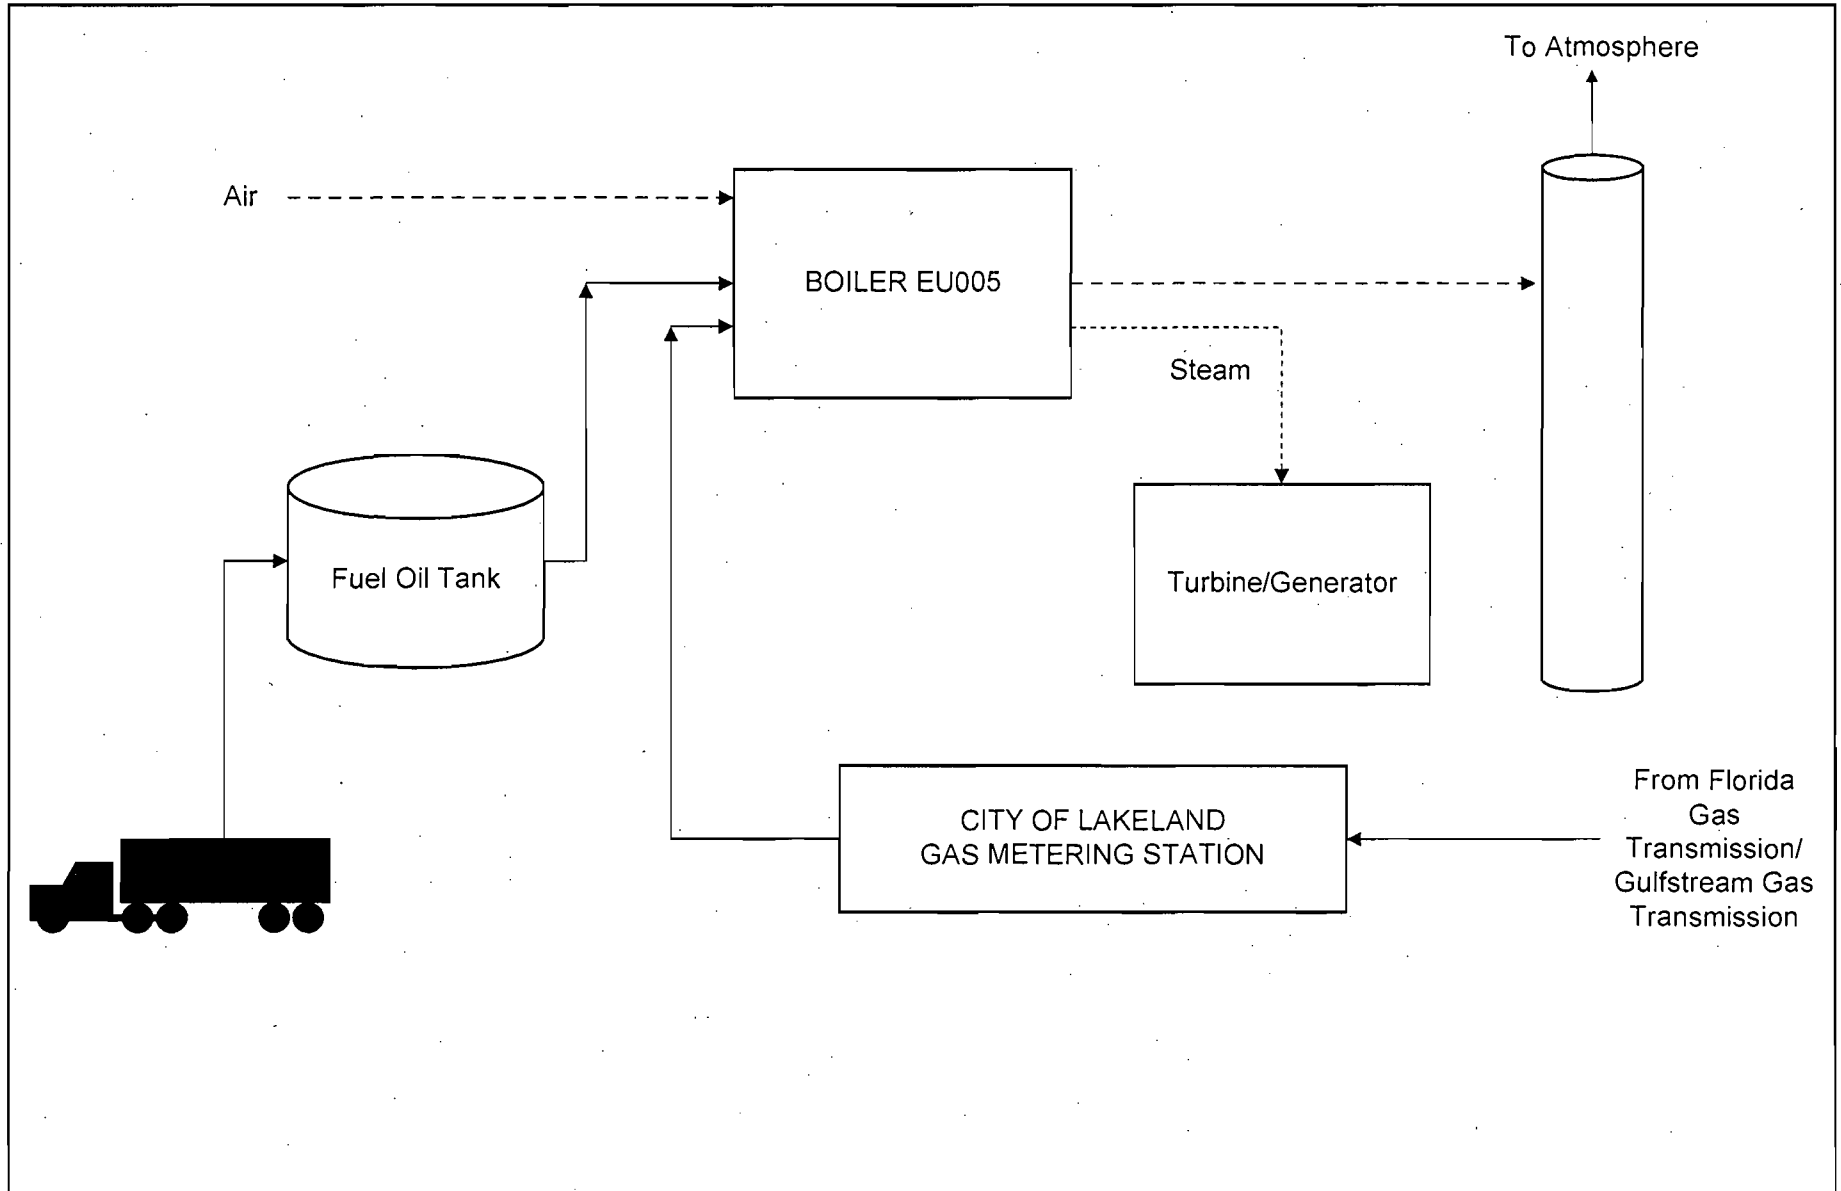 To Atmosphere
Air
BOILER EU005
Steam
Fuel Oil Tank
Turbine/Generator
CITY OF LAKELAND
GAS METERING STATION
From Florida
Gas
Transmission/
Gulfstream Gas
Transmission